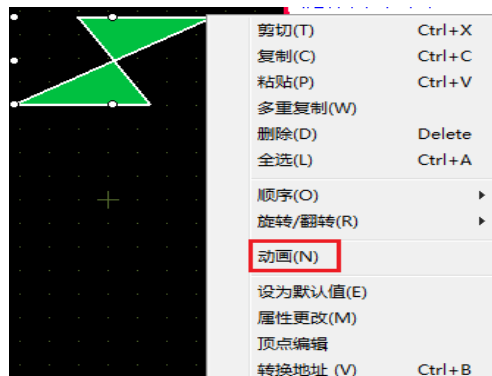 剪切(T) Ctrl+X
复制(C) Ctrl+C
粘贴(P) Ctrl+V
多重复制(W)
删除(D) Delete
全选(L) Ctrl+A
顺序(O)
旋转/翻转(R)
动画(N)
设为默认值(E)
属性更改(M)
顶点编辑
转换地址 (V) Ctrl+B